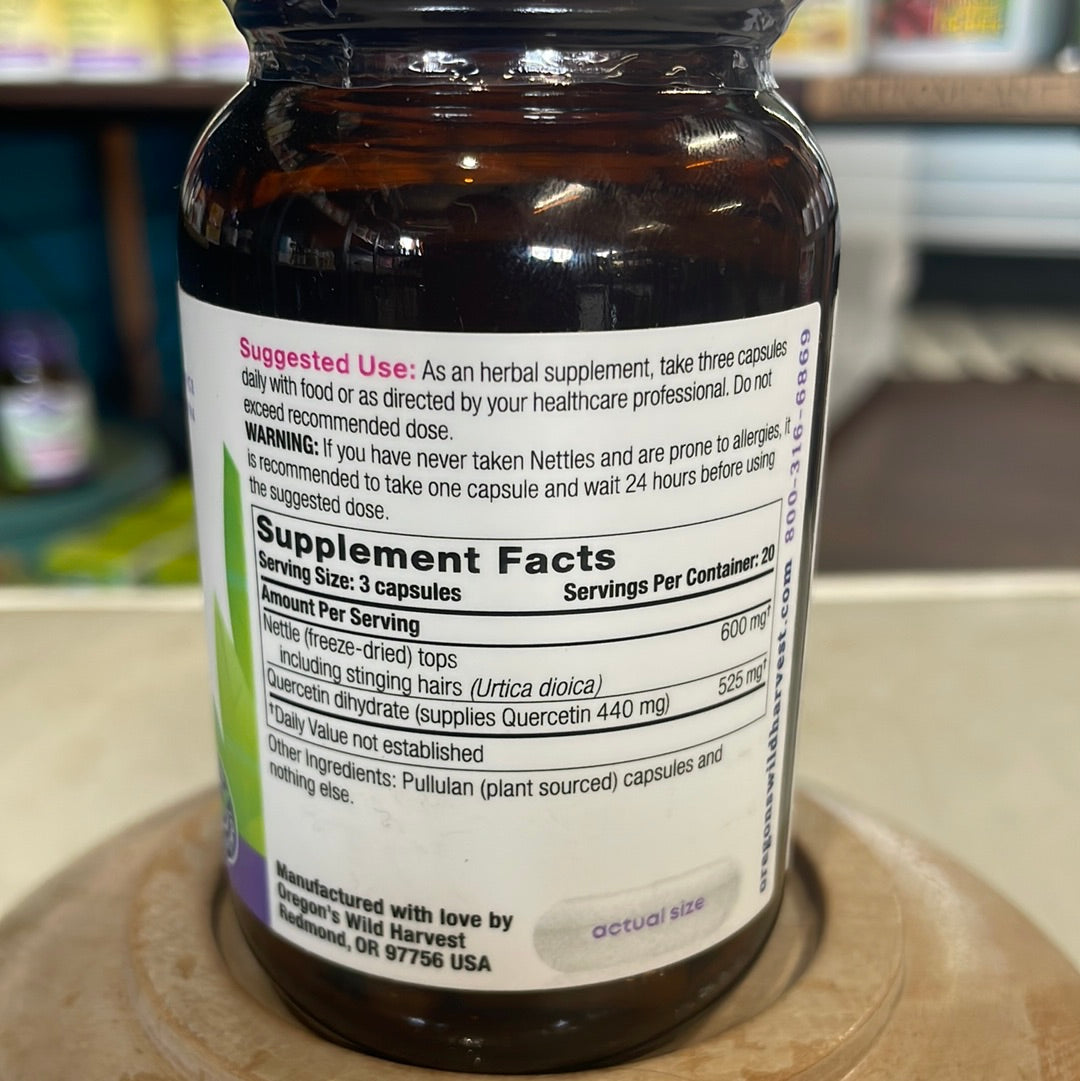 Suggested Use: As an herbal supplement, take three capsules
daily with food or as directed by your healthcare professional. Do not
exceed recommended dose.
WARNING: If you have never taken Nettles and are prone to allergies, it
is recommended to take one capsule and wait 24 hours before using
the suggested dose.
Supplement Facts
Serving Size: 3 capsules Servings Per Container: 20
Amount Per Serving
Nettle (freeze-dried) tops 600 mg†
including stinging hairs (Urtica dioica)
Quercetin dihydrate (supplies Quercetin 440 mg) 525 mg†
†Daily Value not established
Other Ingredients: Pullulan (plant sourced) capsules and
nothing else.
Manufactured with love by
Oregon's Wild Harvest
Redmond, OR 97756 USA
actual size
oregonswildharvest.com 800-316-6869